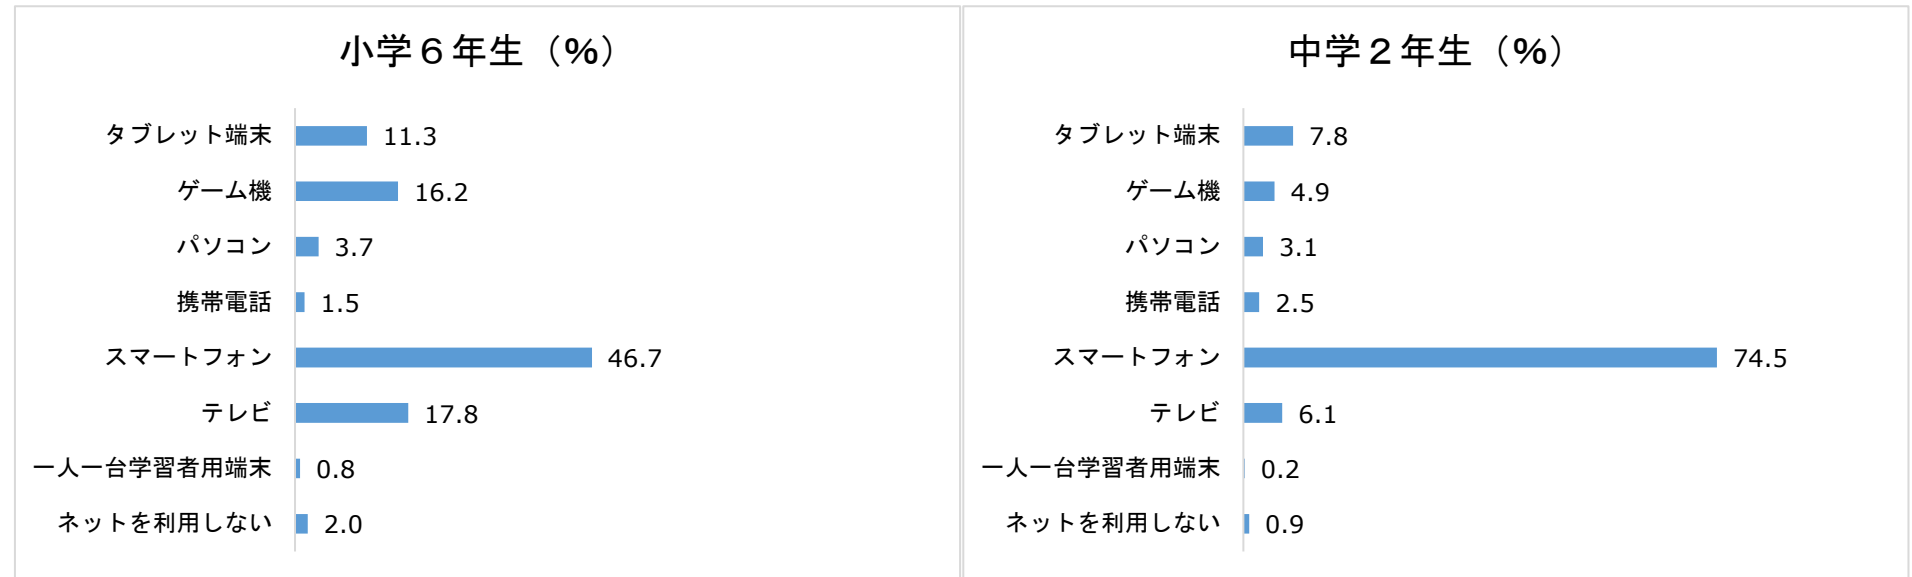 小学６年生（%）
タブレット端末 11.3
ゲーム機 16.2
パソコン 3.7
携帯電話 1.5
スマートフォン 46.7
テレビ 17.8
一人一台学習者用端末 0.8
ネットを利用しない 2.0
中学２年生（%）
タブレット端末 7.8
ゲーム機 4.9
パソコン 3.1
携帯電話 2.5
スマートフォン 74.5
テレビ 6.1
一人一台学習者用端末 0.2
ネットを利用しない 0.9